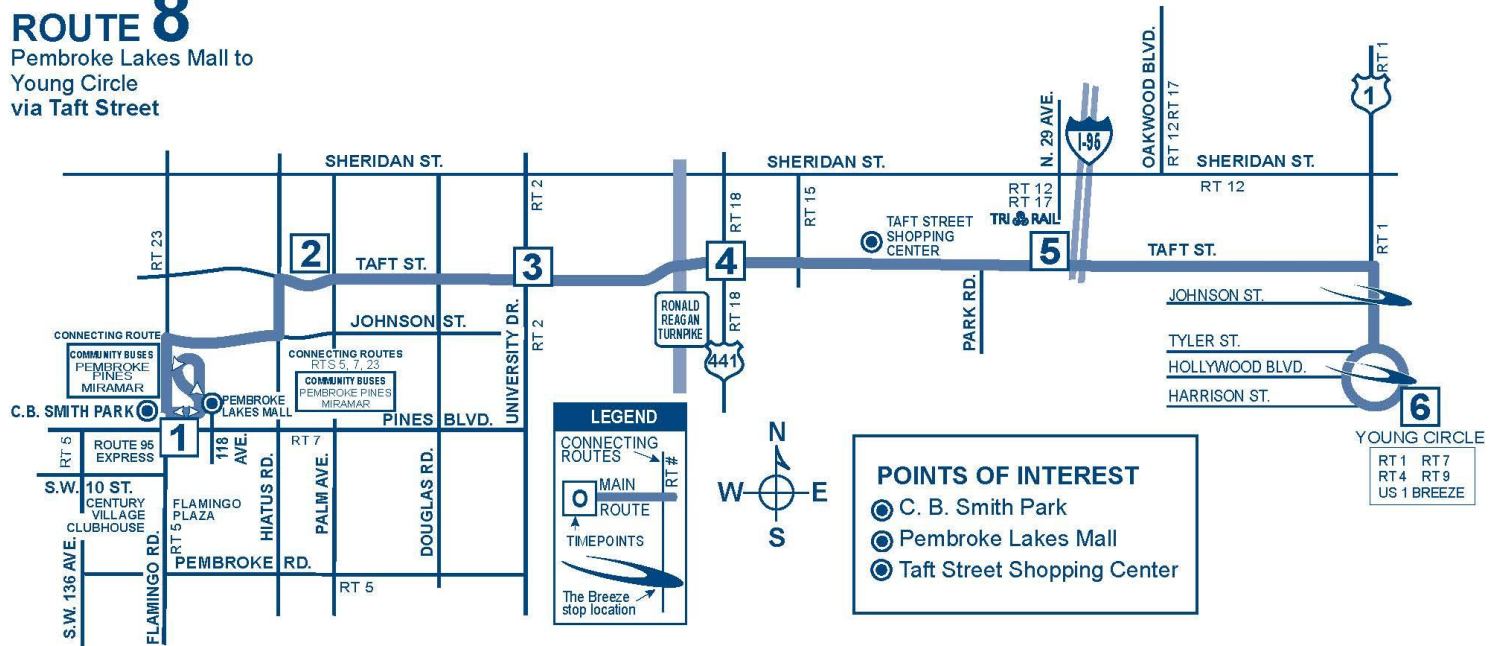 ROUTE 8
Pembroke Lakes Mall to
Young Circle
via Taft Street
SHERIDAN ST.
SHERIDAN ST.
SHERIDAN ST.
RT 12
OAKWOOD BLVD.
RT 12 RT 17
N. 29 AVE.
I-95
RT 1
1
RT 23
RT 2
RT 18
RT 15
RT 12
RT 17
TRI RAIL
RT 1
TAFT STREET
SHOPPING
CENTER
2
TAFT ST.
3
4
5
TAFT ST.
JOHNSON ST.
UNIVERSITY DR.
RT 2
RONALD
REAGAN
TURNPIKE
RT 18
441
PARK RD.
JOHNSON ST.
TYLER ST.
HOLLYWOOD BLVD.
HARRISON ST.
6
YOUNG CIRCLE
RT 1 RT 7
RT 4 RT 9
US 1 BREEZE
CONNECTING ROUTE
COMMUNITY BUSES
PEMBROKE
PINES
MIRAMAR
CONNECTING ROUTES
RTS 5, 7, 23
COMMUNITY BUSES
PEMBROKE PINES
MIRAMAR
C.B. SMITH PARK
PEMBROKE
LAKES MALL
1
PINES BLVD.
RT 5
ROUTE 95
EXPRESS
118
AVE.
RT 7
S.W. 10 ST.
CENTURY
VILLAGE
CLUBHOUSE
FLAMINGO
PLAZA
RT 5
HIATUS RD.
PALM AVE.
DOUGLAS RD.
S.W. 136 AVE.
FLAMINGO RD.
PEMBROKE RD.
RT 5
LEGEND
CONNECTING
ROUTES
RT #
O
MAIN
ROUTE
TIMEPOINTS
The Breeze
stop location
N
W
E
S
POINTS OF INTEREST
C. B. Smith Park
Pembroke Lakes Mall
Taft Street Shopping Center